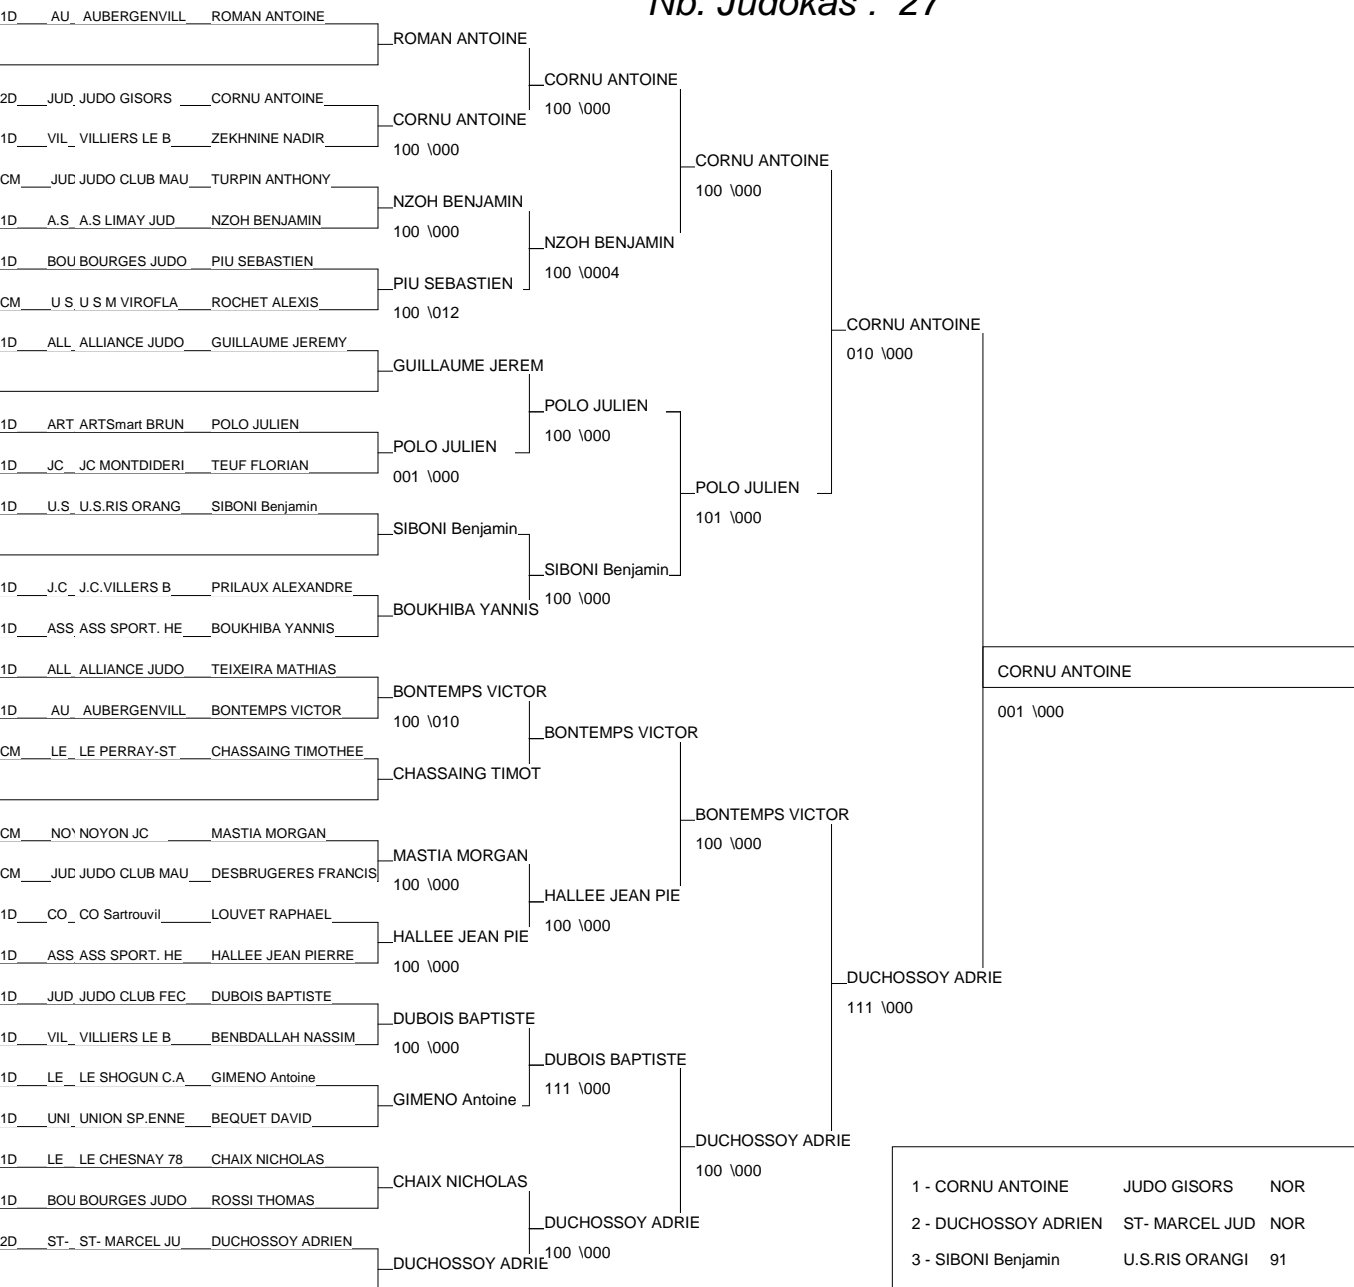 Nb. Judokas : 27
1D AU AUBERGENVILL ROMAN ANTOINE
ROMAN ANTOINE
CORNU ANTOINE
100 \000
2D JUD JUDO GISORS CORNU ANTOINE
CORNU ANTOINE
100 \000
1D VIL VILLIERS LE B ZEKHNINE NADIR
CORNU ANTOINE
100 \000
CM JUD JUDO CLUB MAU TURPIN ANTHONY
NZOH BENJAMIN
100 \000
1D A.S A.S LIMAY JUD NZOH BENJAMIN
NZOH BENJAMIN
100 \0004
1D BOU BOURGES JUDO PIU SEBASTIEN
PIU SEBASTIEN
100 \012
CM U S U S M VIROFLA ROCHET ALEXIS
CORNU ANTOINE
010 \000
1D ALL ALLIANCE JUDO GUILLAUME JEREMY
GUILLAUME JEREM
POLO JULIEN
100 \000
1D ART ARTSmart BRUN POLO JULIEN
POLO JULIEN
001 \000
1D JC JC MONTDIDERI TEUF FLORIAN
POLO JULIEN
101 \000
1D U.S U.S.RIS ORANG SIBONI Benjamin
SIBONI Benjamin
SIBONI Benjamin
100 \000
1D J.C J.C.VILLERS B PRILAUX ALEXANDRE
BOUKHIBA YANNIS
1D ASS ASS SPORT. HE BOUKHIBA YANNIS
CORNU ANTOINE
001 \000
1D ALL ALLIANCE JUDO TEIXEIRA MATHIAS
BONTEMPS VICTOR
100 \010
1D AU AUBERGENVILL BONTEMPS VICTOR
BONTEMPS VICTOR
CM LE LE PERRAY-ST CHASSAING TIMOTHEE
CHASSAING TIMOT
BONTEMPS VICTOR
100 \000
CM NOY NOYON JC MASTIA MORGAN
MASTIA MORGAN
100 \000
CM JUD JUDO CLUB MAU DESBRUGERES FRANCIS
HALLEE JEAN PIE
100 \000
1D CO CO Sartrouvil LOUVET RAPHAEL
HALLEE JEAN PIE
100 \000
1D ASS ASS SPORT. HE HALLEE JEAN PIERRE
DUCHOSSOY ADRIE
111 \000
1D JUD JUDO CLUB FEC DUBOIS BAPTISTE
DUBOIS BAPTISTE
100 \000
1D VIL VILLIERS LE B BENBDALLAH NASSIM
DUBOIS BAPTISTE
111 \000
1D LE LE SHOGUN C.A GIMENO Antoine
GIMENO Antoine
1D UNI UNION SP.ENNE BEQUET DAVID
DUCHOSSOY ADRIE
100 \000
1D LE LE CHESNAY 78 CHAIX NICHOLAS
CHAIX NICHOLAS
1D BOU BOURGES JUDO ROSSI THOMAS
DUCHOSSOY ADRIE
100 \000
2D ST- ST- MARCEL JU DUCHOSSOY ADRIEN
DUCHOSSOY ADRIE
1 - CORNU ANTOINE JUDO GISORS NOR
2 - DUCHOSSOY ADRIEN ST- MARCEL JUD NOR
3 - SIBONI Benjamin U.S.RIS ORANGI 91